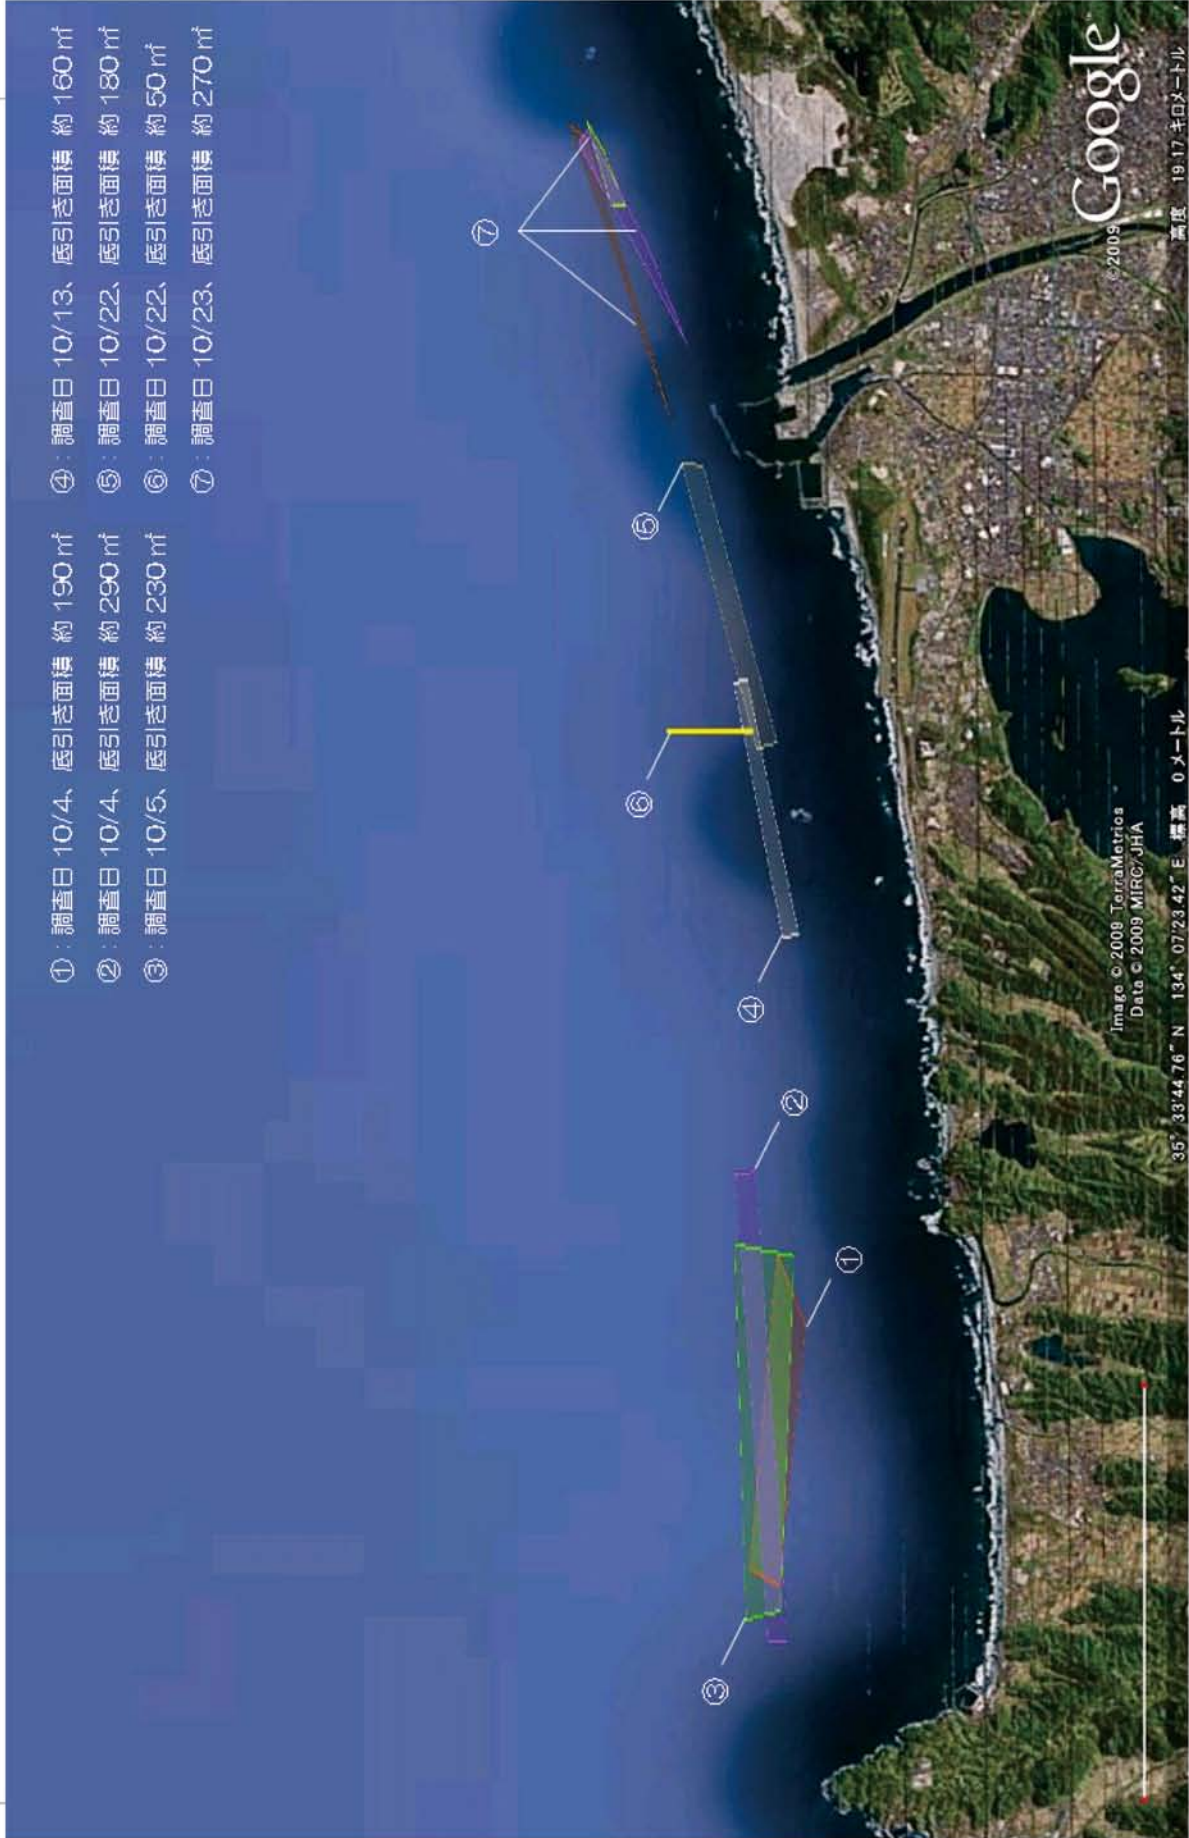 ①:調査日 10/4、底引き面積 約 190㎡
②:調査日 10/4、底引き面積 約 290㎡
③:調査日 10/5、底引き面積 約 230㎡
④:調査日 10/13、底引き面積 約 160㎡
⑤:調査日 10/22、底引き面積 約 180㎡
⑥:調査日 10/22、底引き面積 約 50㎡
⑦:調査日 10/23、底引き面積 約 270㎡
⑦
⑤
⑥
④
②
①
③
Image © 2009 TerraMetrics
Data © 2009 MIRC/JHA
©2009 Google
35° 33'44.76" N 134° 07'23.42" E 標高 0 メートル
高度 19.17 キロメートル